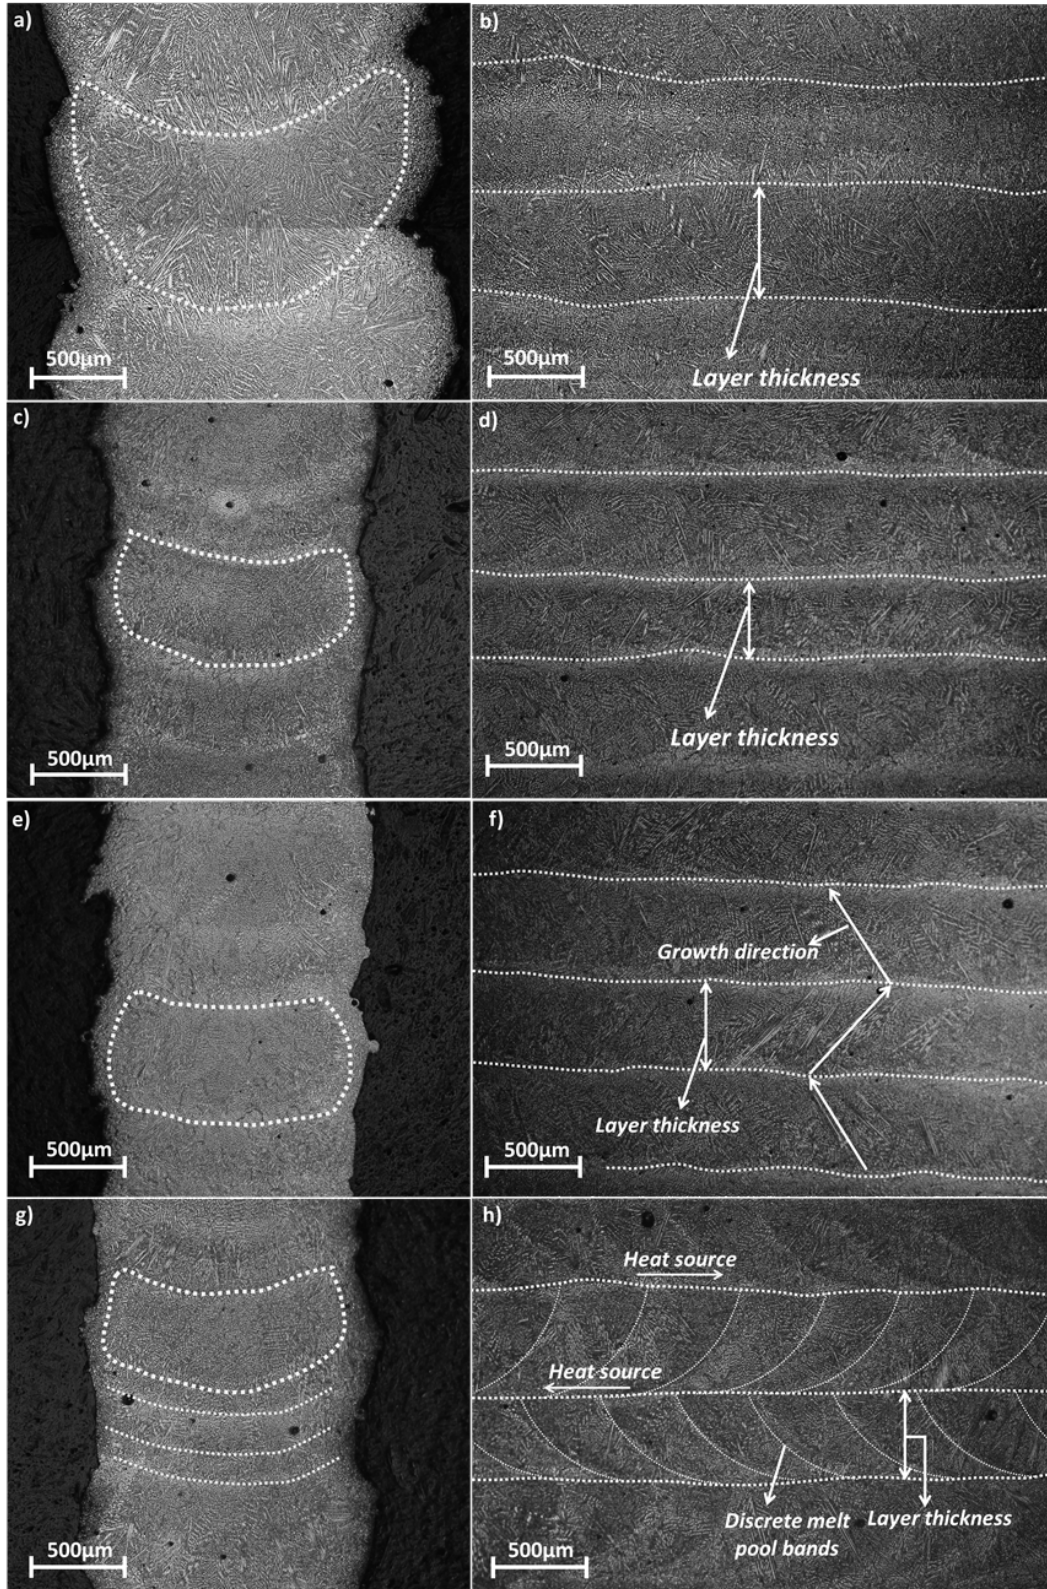 a)
500µm
b)
500µm
Layer thickness
c)
500µm
d)
500µm
Layer thickness
e)
500µm
f)
Growth direction
Layer thickness
500µm
g)
500µm
h)
Heat source
Heat source
Discrete melt
pool bands
Layer thickness
500µm